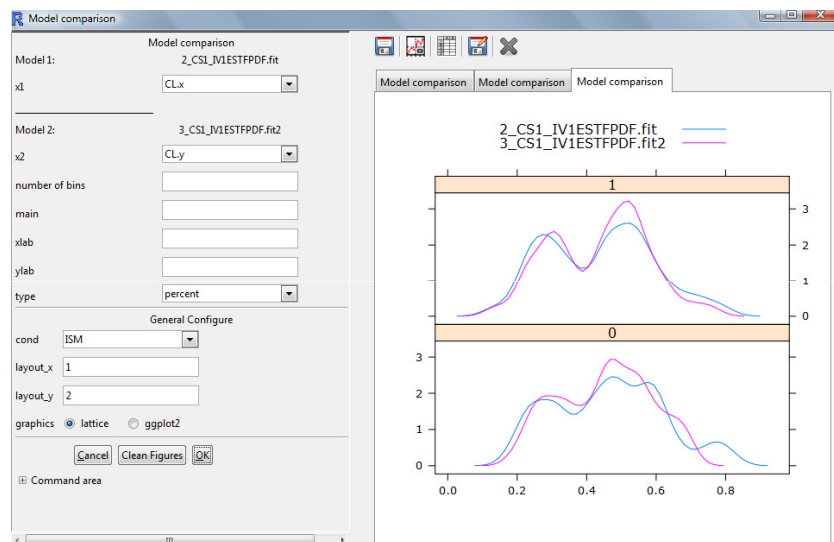 Model comparison
Model comparison
Model 1: 2_CS1_IV1ESTFPDF.fit
x1 CL.x
Model 2: 3_CS1_IV1ESTFPDF.fit2
x2 CL.y
number of bins
main
xlab
ylab
type percent
General Configure
cond ISM
layout_x 1
layout_y 2
graphics lattice ggplot2
Cancel Clean Figures OK
Command area
Model comparison Model comparison Model comparison
2_CS1_IV1ESTFPDF.fit
3_CS1_IV1ESTFPDF.fit2
1
3
2
1
0
0
3
2
1
0
0.0 0.2 0.4 0.6 0.8